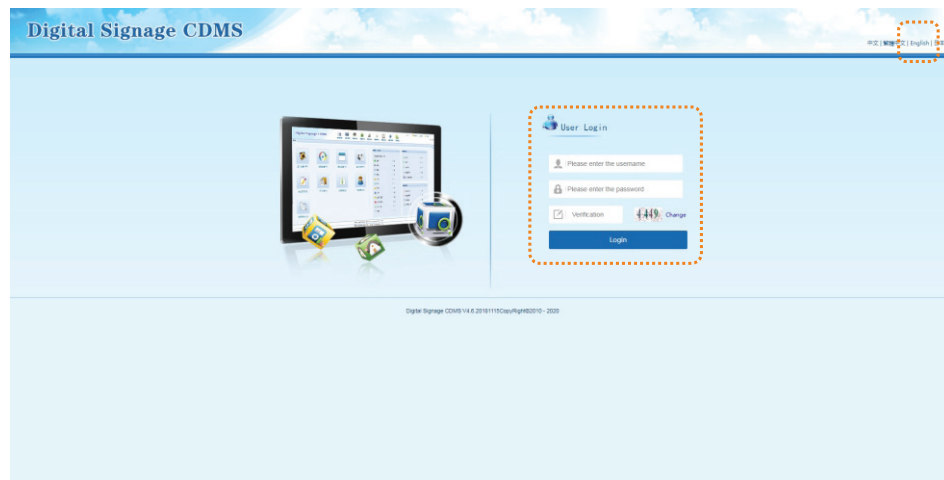 Digital Signage CDMS
中文 | 繁體中文 | English |
User Login
Please enter the username
Please enter the password
Verification 4449 Change
Login
Digital Signage CDMS V4.6.20181115CopyRight©2010 - 2020